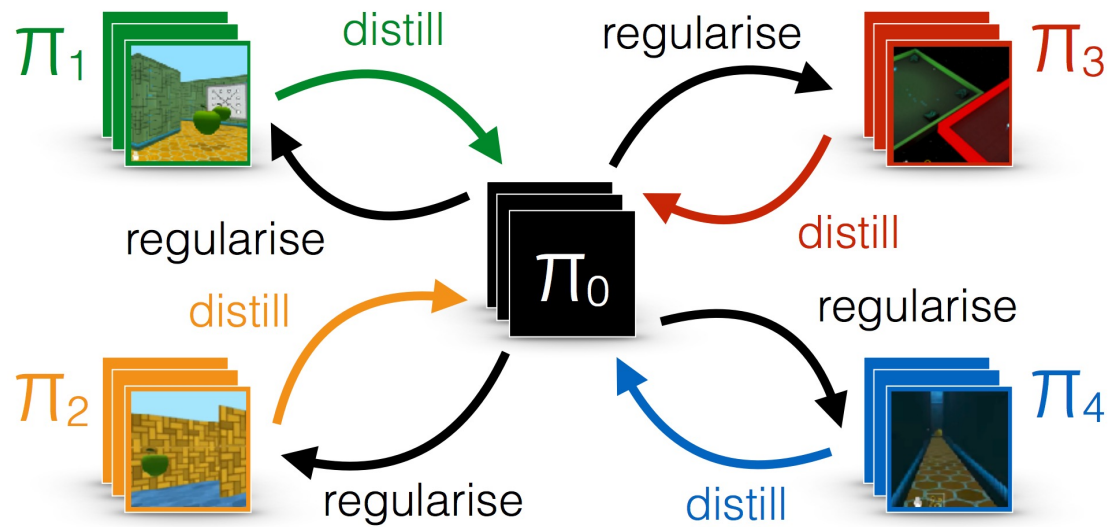 π1
distill
regularise
π3
regularise
distill
π0
distill
regularise
π2
regularise
distill
π4